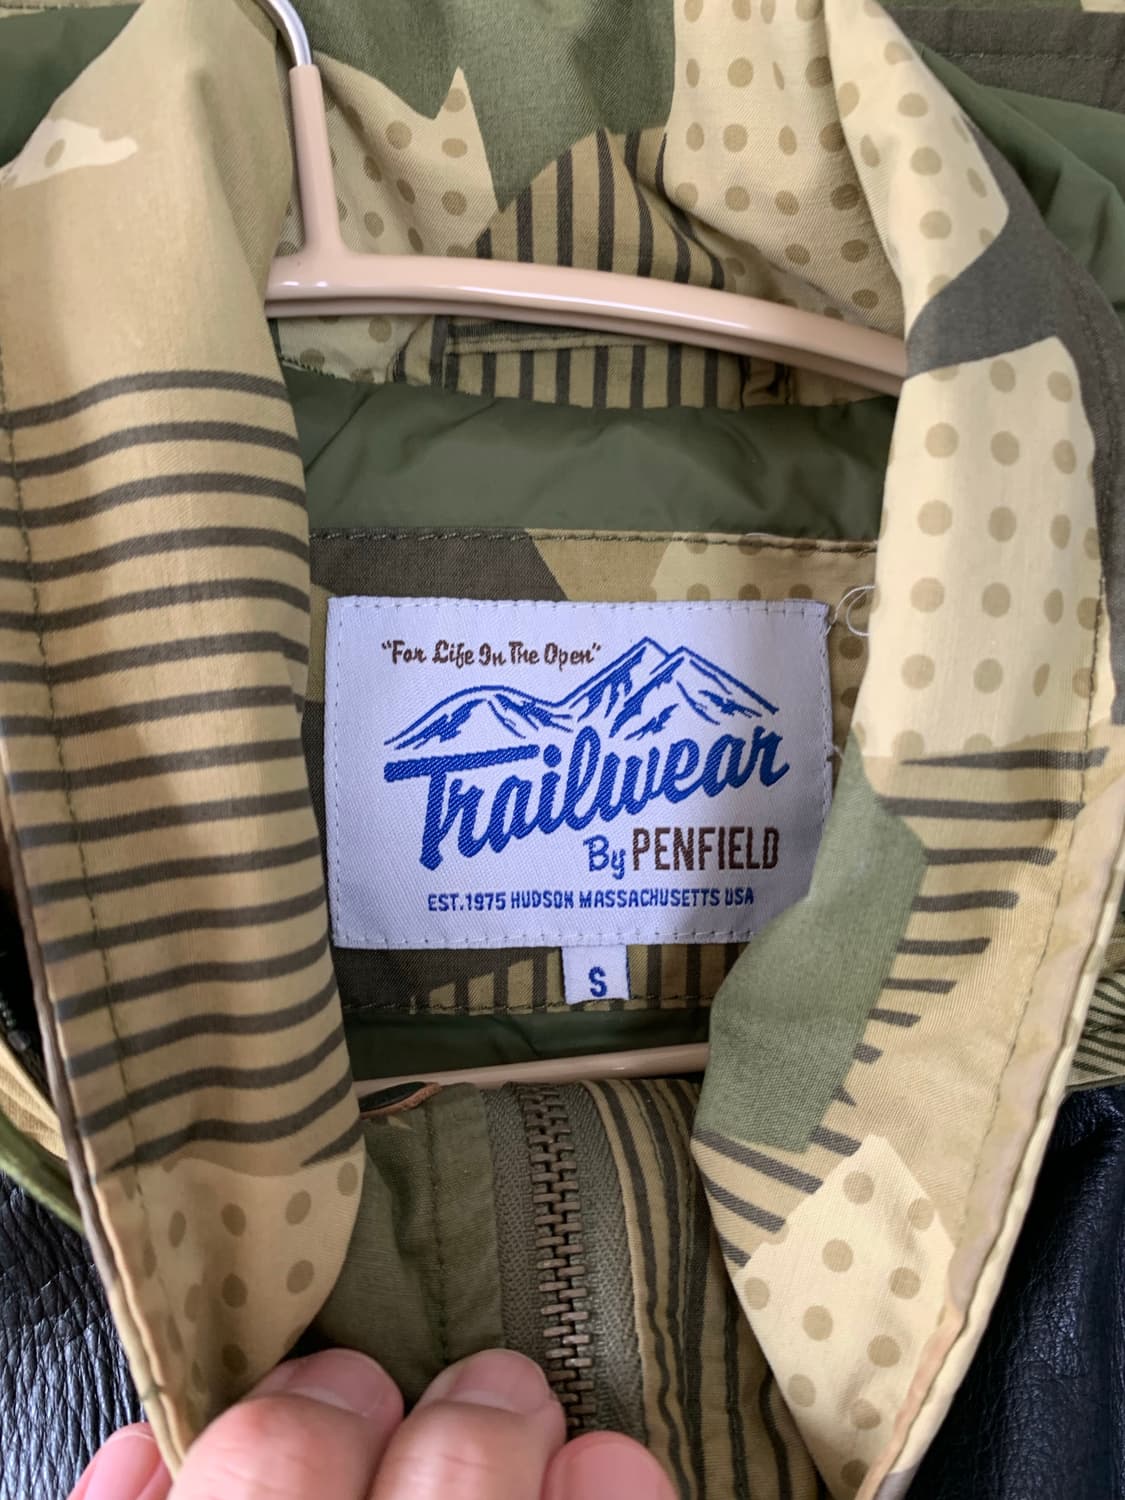 "For Life In The Open"
Trailwear
By PENFIELD
EST.1975 HUDSON MASSACHUSETTS USA
S